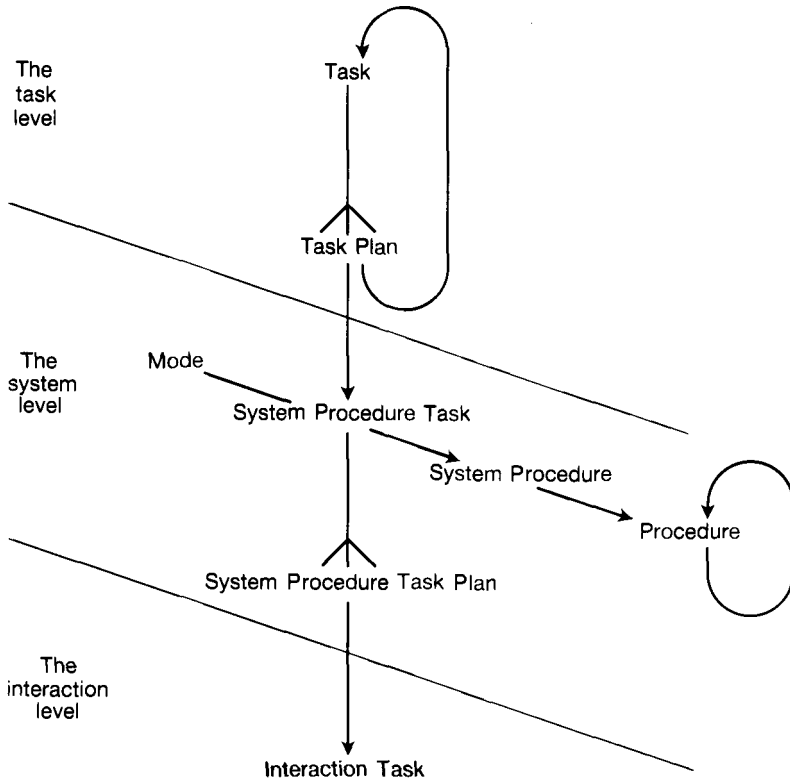 The
task
level
Task
Task Plan
The
system
level
Mode
System Procedure Task
System Procedure
Procedure
System Procedure Task Plan
The
interaction
level
Interaction Task